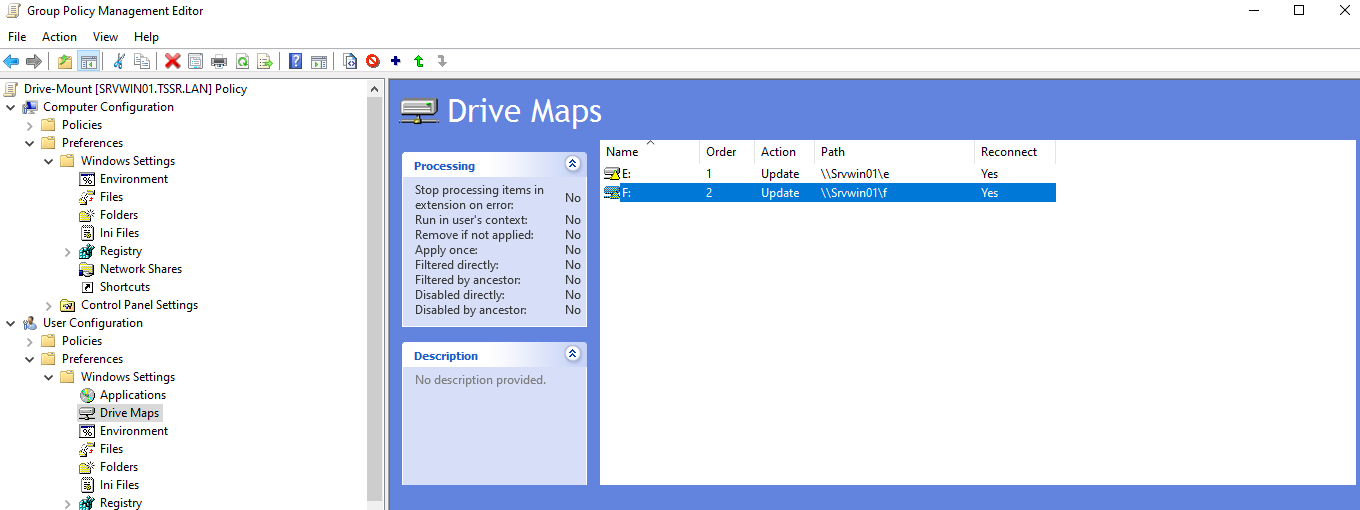 Group Policy Management Editor
File Action View Help
Drive-Mount [SRVWIN01.TSSR.LAN] Policy
Computer Configuration
Policies
Preferences
Windows Settings
Environment
Files
Folders
Ini Files
Registry
Network Shares
Shortcuts
Control Panel Settings
User Configuration
Policies
Preferences
Windows Settings
Applications
Drive Maps
Environment
Files
Folders
Ini Files
Registry
Drive Maps
Processing
Stop processing items in
extension on error: No
Run in user's context: No
Remove if not applied: No
Apply once: No
Filtered directly: No
Filtered by ancestor: No
Disabled directly: No
Disabled by ancestor: No
Description
No description provided.
Name Order Action Path Reconnect
E: 1 Update \\Srvwin01\e Yes
F: 2 Update \\Srvwin01\f Yes